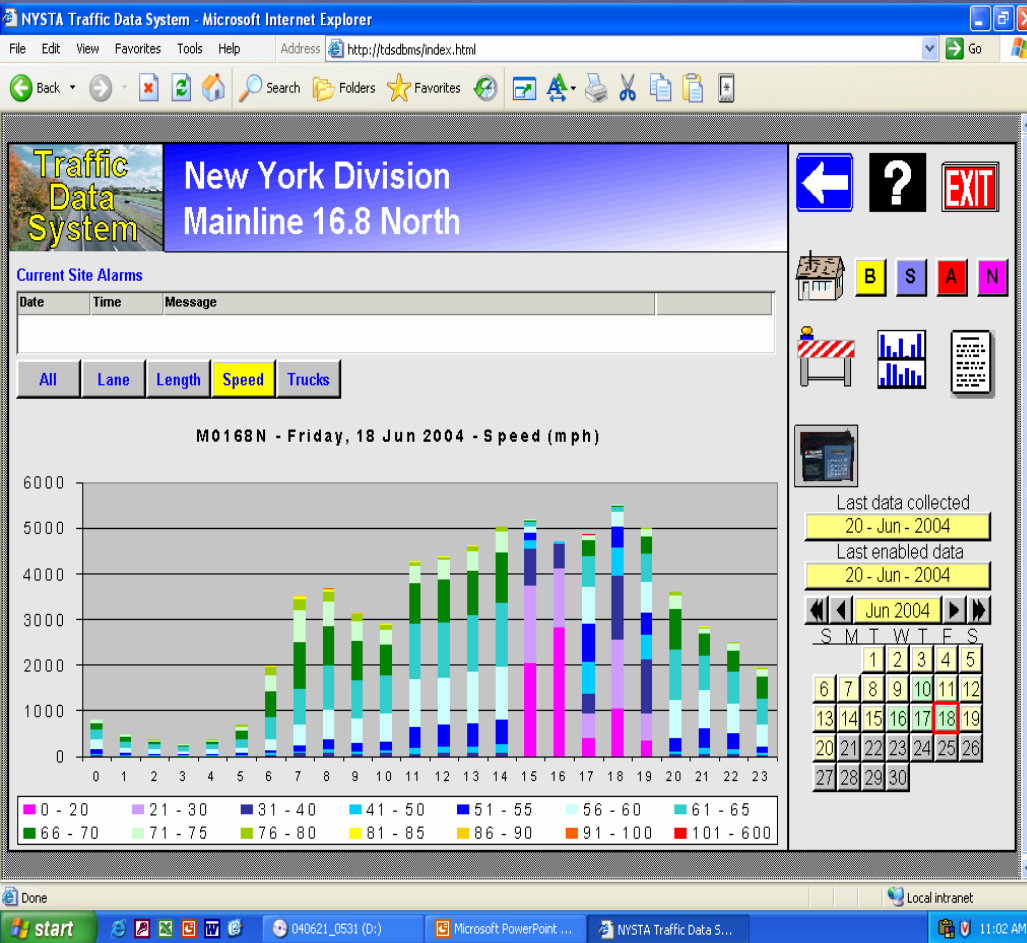 NYSTA Traffic Data System - Microsoft Internet Explorer
File Edit View Favorites Tools Help Address http://tdsdbms/index.html Go
Back Search Folders Favorites
Traffic
Data
System
New York Division
Mainline 16.8 North
?
EXIT
Current Site Alarms
Date Time Message
B S A N
All Lane Length Speed Trucks
M0168N - Friday, 18 Jun 2004 - Speed (mph)
6000
5000
4000
3000
2000
1000
0
0 1 2 3 4 5 6 7 8 9 10 11 12 13 14 15 16 17 18 19 20 21 22 23
0 - 20 21 - 30 31 - 40 41 - 50 51 - 55 56 - 60 61 - 65
66 - 70 71 - 75 76 - 80 81 - 85 86 - 90 91 - 100 101 - 600
Last data collected
20 - Jun - 2004
Last enabled data
20 - Jun - 2004
Jun 2004
S M T W T F S
1 2 3 4 5
6 7 8 9 10 11 12
13 14 15 16 17 18 19
20 21 22 23 24 25 26
27 28 29 30
Done Local intranet
start 040621_0531 (D:) Microsoft PowerPoint ... NYSTA Traffic Data S... 11:02 AM